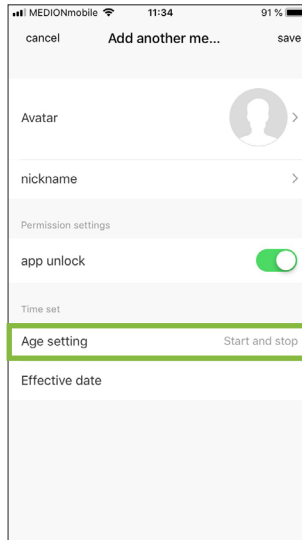 MEDIONmobile 11:34 91 %
cancel Add another me... save
Avatar
nickname
Permission settings
app unlock
Time set
Age setting Start and stop
Effective date